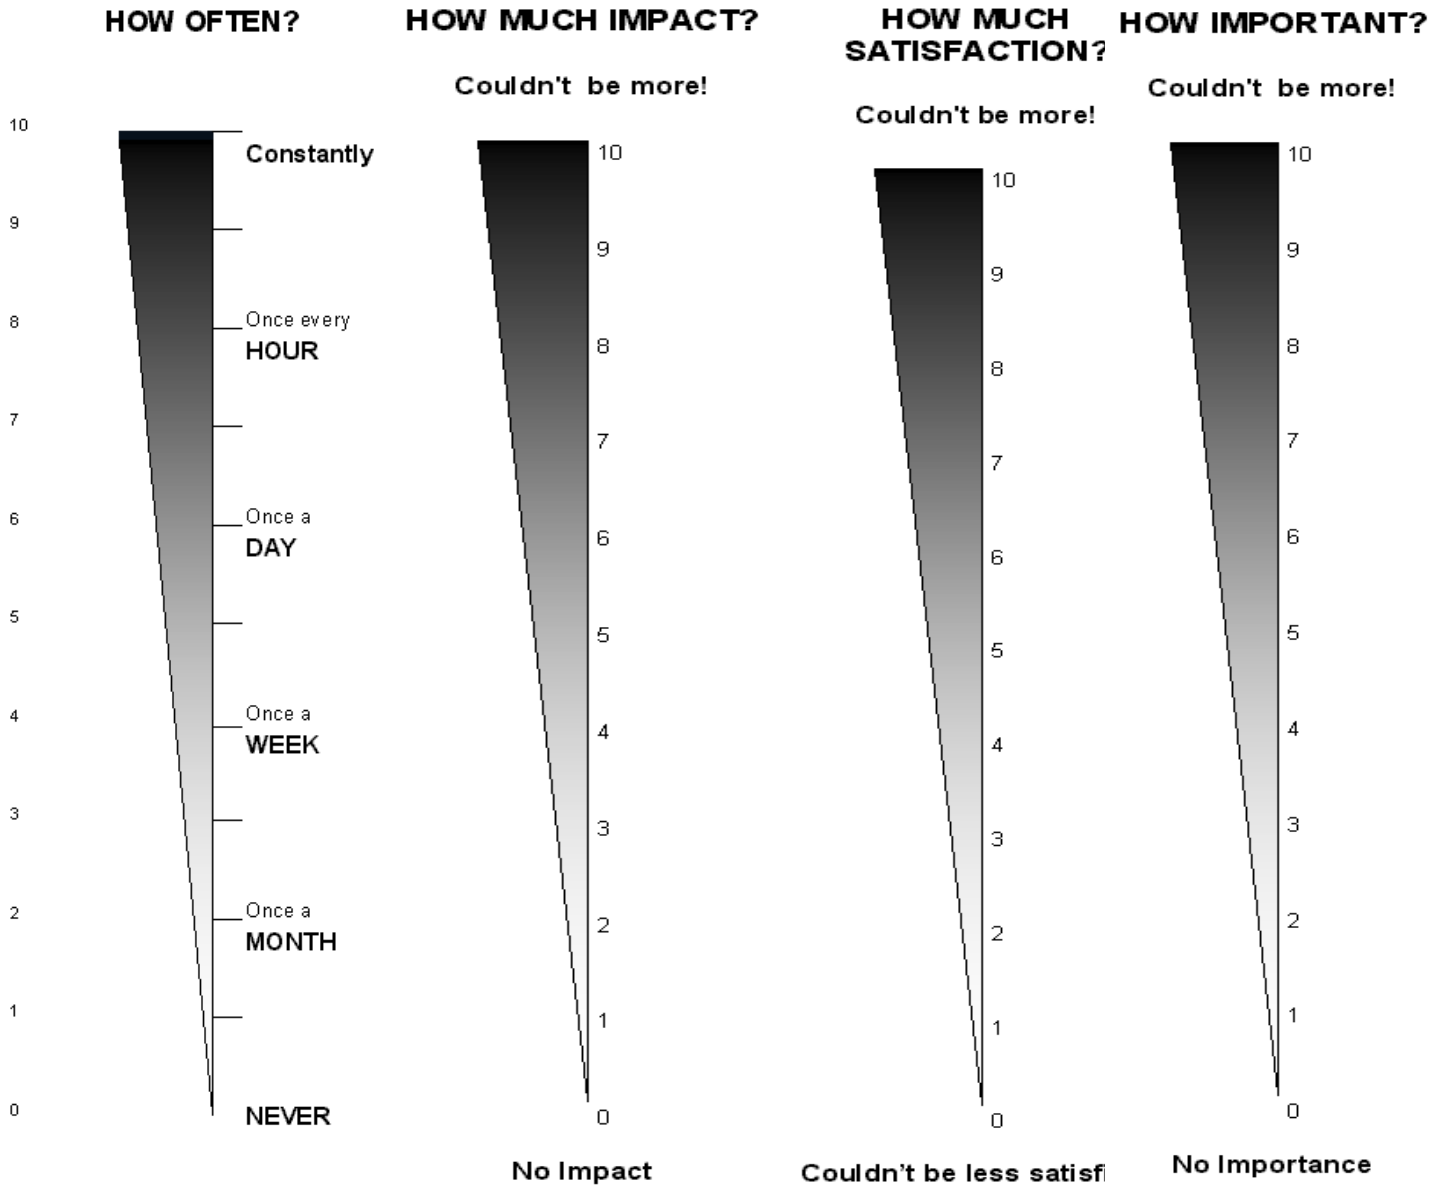 HOW OFTEN?
10
Constantly
9
8
Once every
HOUR
7
6
Once a
DAY
5
4
Once a
WEEK
3
2
Once a
MONTH
1
0
NEVER
HOW MUCH IMPACT?
Couldn't be more!
10
9
8
7
6
5
4
3
2
1
0
No Impact
HOW MUCH
SATISFACTION?
Couldn't be more!
10
9
8
7
6
5
4
3
2
1
0
Couldn't be less satisfi
HOW IMPORTANT?
Couldn't be more!
10
9
8
7
6
5
4
3
2
1
0
No Importance